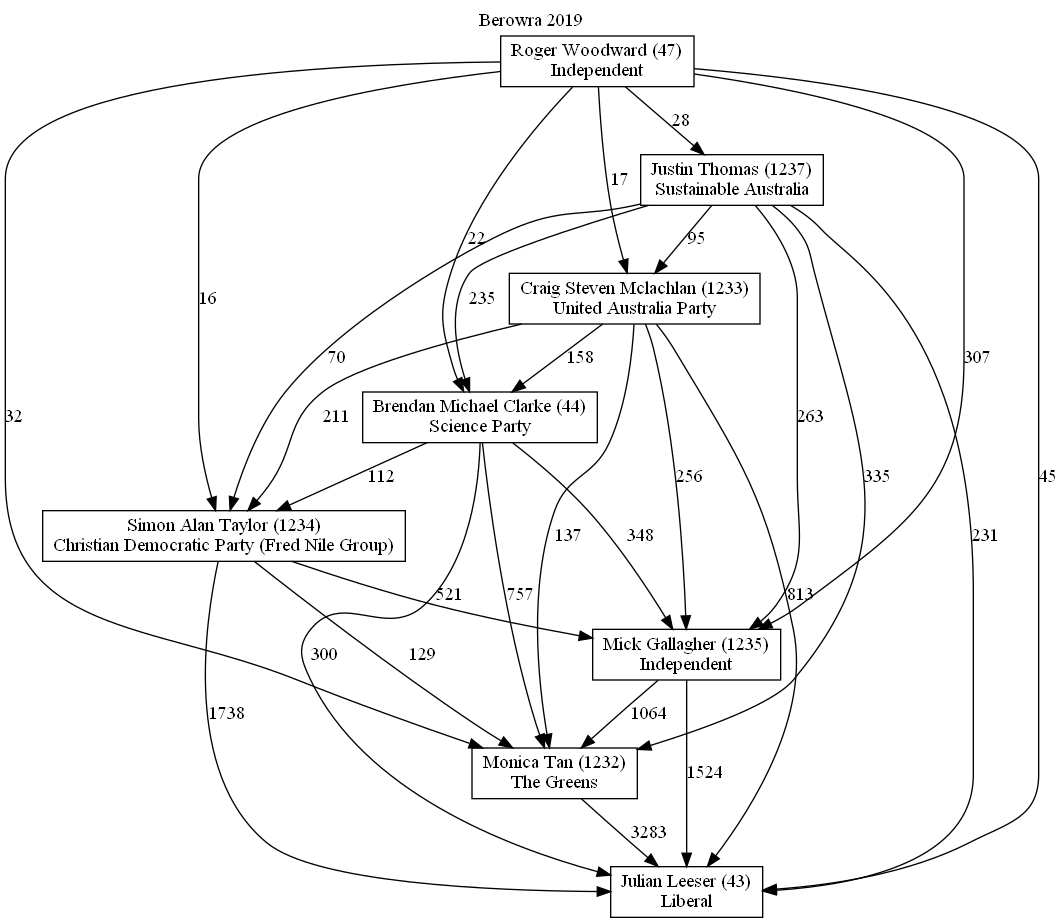 Berowra 2019
Roger Woodward (47)
Independent
28
Justin Thomas (1237)
Sustainable Australia
17
22
95
16
235
Craig Steven Mclachlan (1233)
United Australia Party
70
211
158
307
Brendan Michael Clarke (44)
Science Party
32
263
112
256
335
45
Simon Alan Taylor (1234)
Christian Democratic Party (Fred Nile Group)
137
348
231
521
757
813
Mick Gallagher (1235)
Independent
300
129
1738
1064
Monica Tan (1232)
The Greens
1524
3283
Julian Leeser (43)
Liberal